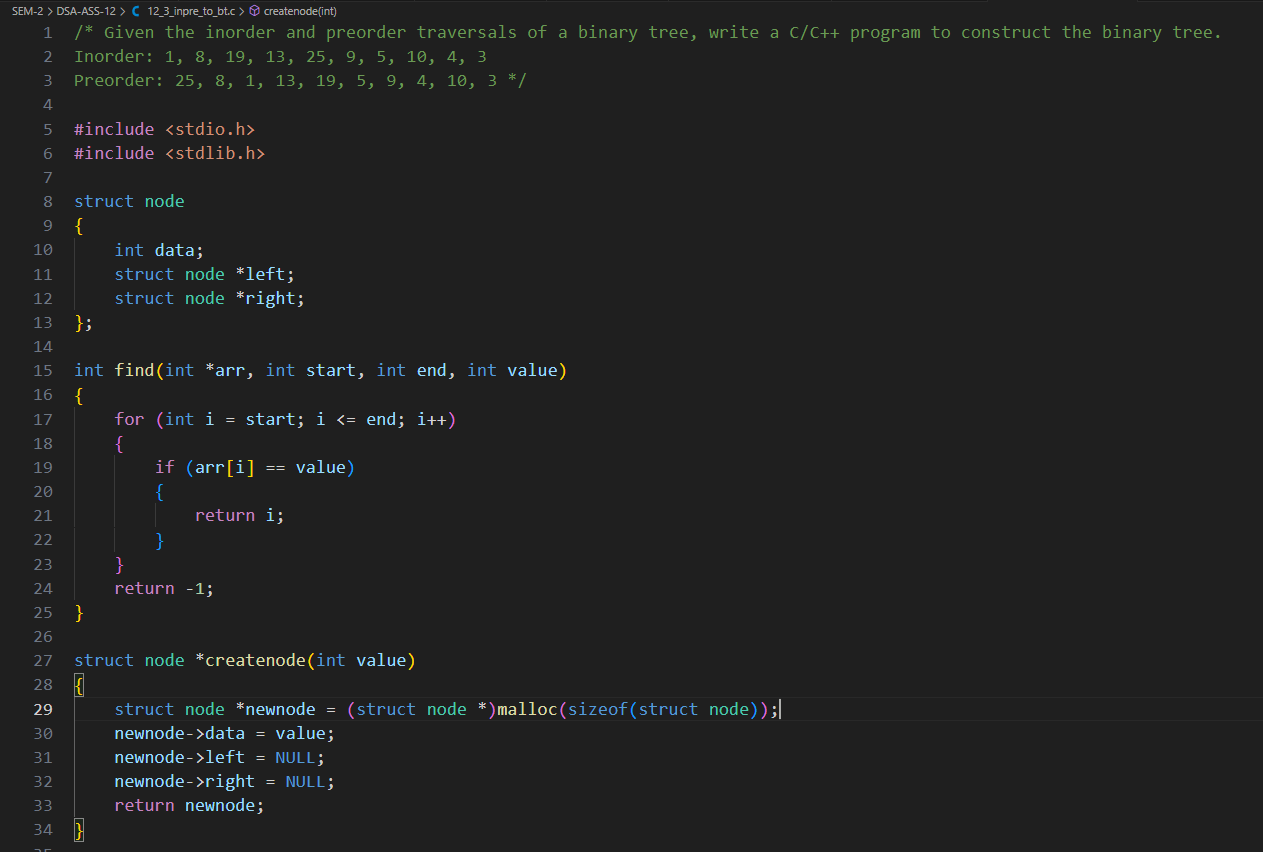 SEM-2 > DSA-ASS-12 > C 12_3_inpre_to_bt.c > createnode(int)
1 /* Given the inorder and preorder traversals of a binary tree, write a C/C++ program to construct the binary tree.
2 Inorder: 1, 8, 19, 13, 25, 9, 5, 10, 4, 3
3 Preorder: 25, 8, 1, 13, 19, 5, 9, 4, 10, 3 */
4
5 #include <stdio.h>
6 #include <stdlib.h>
7
8 struct node
9 {
10     int data;
11     struct node *left;
12     struct node *right;
13 };
14
15 int find(int *arr, int start, int end, int value)
16 {
17     for (int i = start; i <= end; i++)
18     {
19         if (arr[i] == value)
20         {
21             return i;
22         }
23     }
24     return -1;
25 }
26
27 struct node *createnode(int value)
28 {
29     struct node *newnode = (struct node *)malloc(sizeof(struct node));
30     newnode->data = value;
31     newnode->left = NULL;
32     newnode->right = NULL;
33     return newnode;
34 }